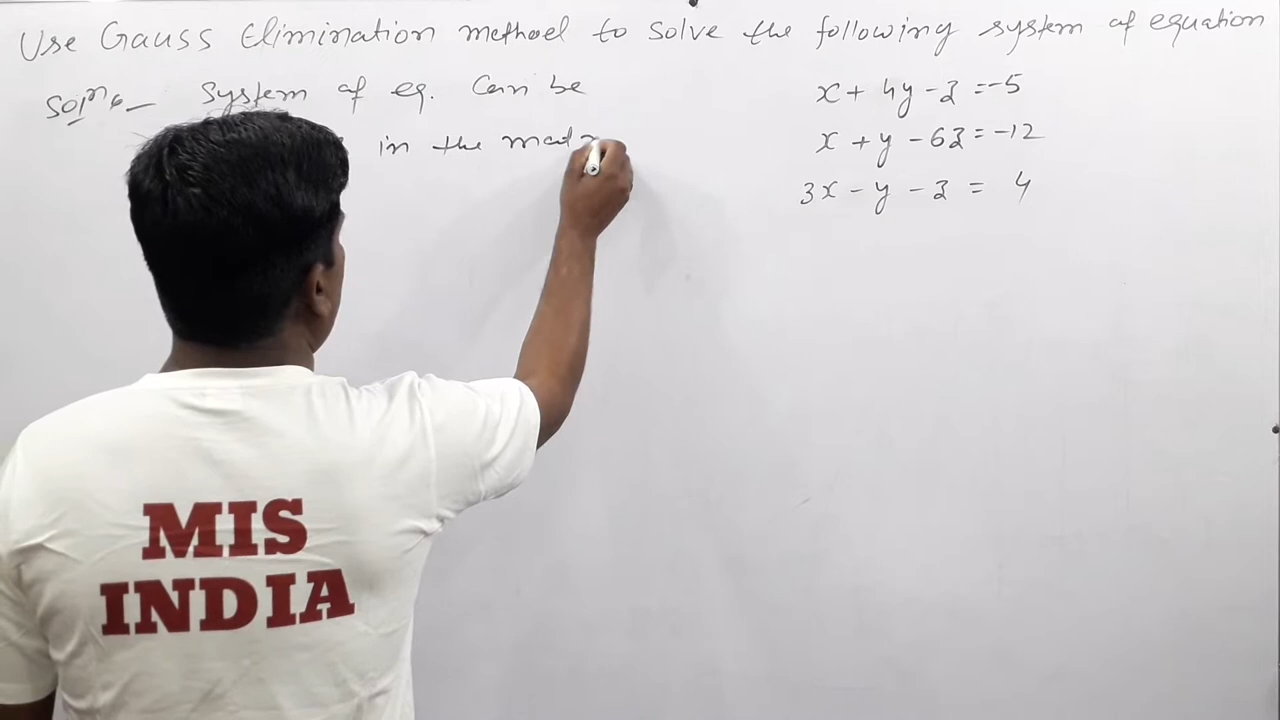 Use Gauss Elimination method to solve the following system of equation
Soln:- System of eq. Can be
in the mat
x + 4y - z = -5
x + y - 6z = -12
3x - y - z = 4
MIS
INDIA